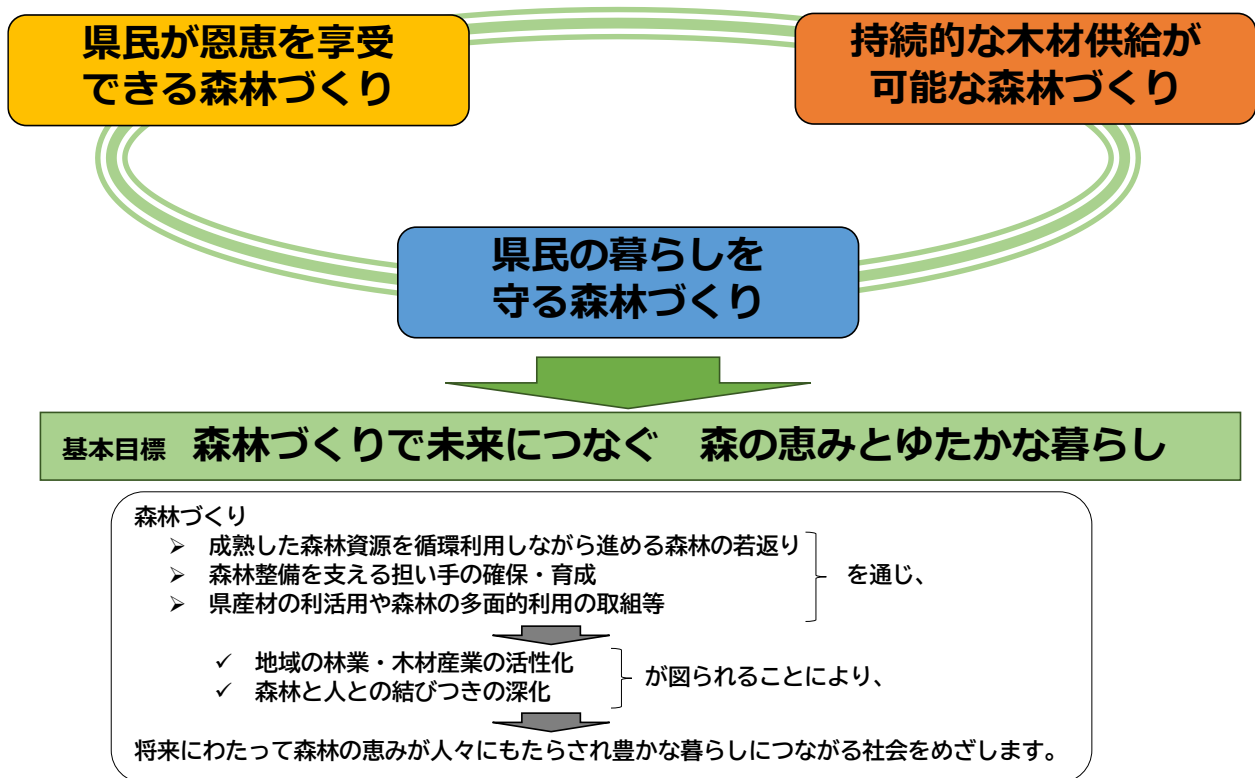 県民が恩恵を享受
できる森林づくり
持続的な木材供給が
可能な森林づくり
県民の暮らしを
守る森林づくり
基本目標 森林づくりで未来につなぐ　森の恵みとゆたかな暮らし
森林づくり
➢ 成熟した森林資源を循環利用しながら進める森林の若返り
➢ 森林整備を支える担い手の確保・育成
➢ 県産材の利活用や森林の多面的利用の取組等
を通じ、
✓ 地域の林業・木材産業の活性化
✓ 森林と人との結びつきの深化
が図られることにより、
将来にわたって森林の恵みが人々にもたらされ豊かな暮らしにつながる社会をめざします。